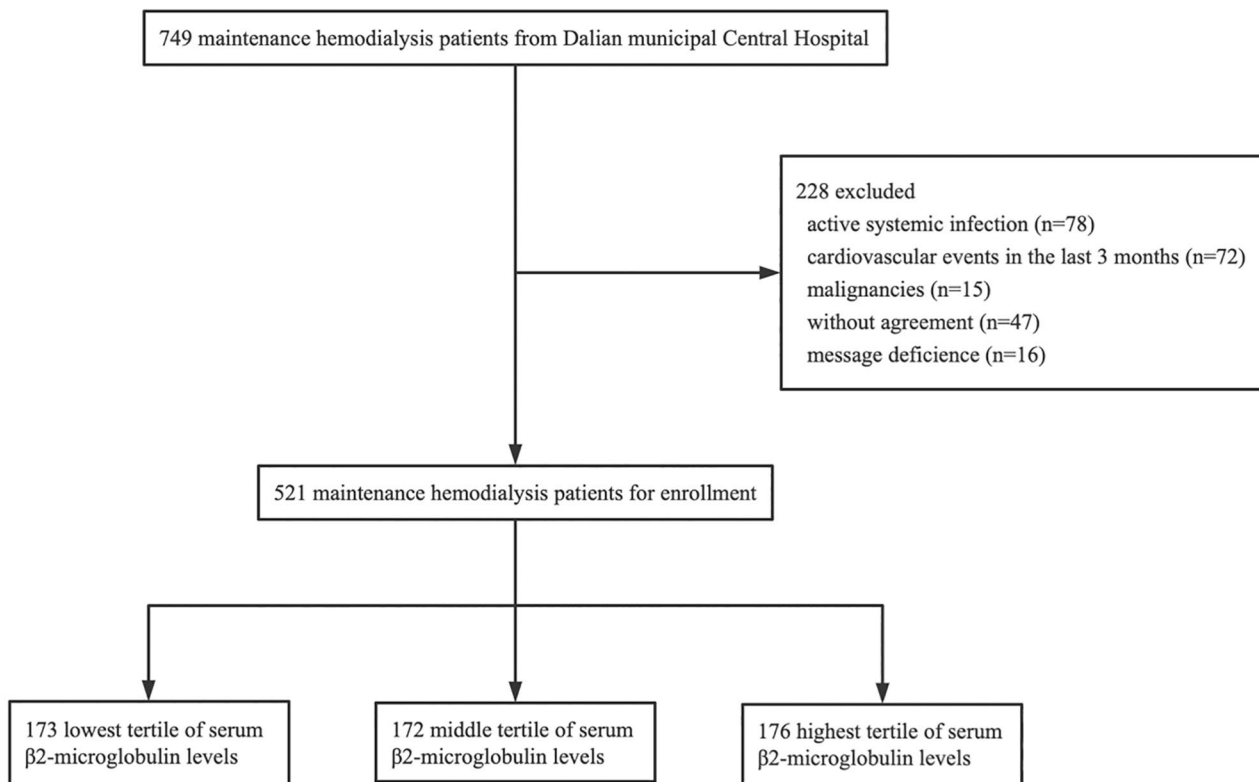 749 maintenance hemodialysis patients from Dalian municipal Central Hospital
228 excluded
active systemic infection (n=78)
cardiovascular events in the last 3 months (n=72)
malignancies (n=15)
without agreement (n=47)
message deficience (n=16)
521 maintenance hemodialysis patients for enrollment
173 lowest tertile of serum
β2-microglobulin levels
172 middle tertile of serum
β2-microglobulin levels
176 highest tertile of serum
β2-microglobulin levels